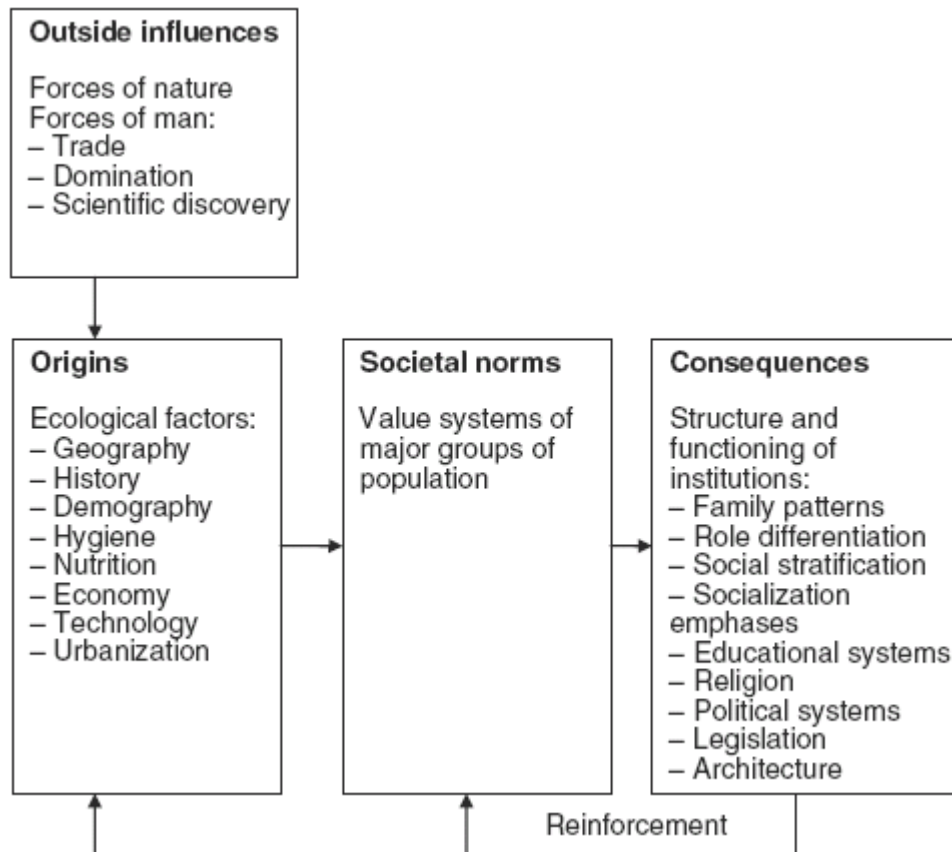 Outside influences
Forces of nature
Forces of man:
– Trade
– Domination
– Scientific discovery
Origins
Ecological factors:
– Geography
– History
– Demography
– Hygiene
– Nutrition
– Economy
– Technology
– Urbanization
Societal norms
Value systems of
major groups of
population
Consequences
Structure and
functioning of
institutions:
– Family patterns
– Role differentiation
– Social stratification
– Socialization
emphases
– Educational systems
– Religion
– Political systems
– Legislation
– Architecture
Reinforcement